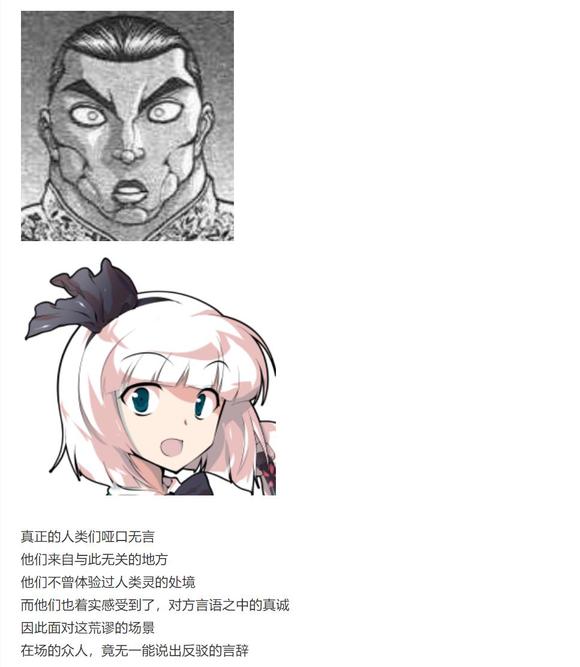 真正的人类们哑口无言
他们来自与此无关的地方
他们不曾体验过人类灵的处境
而他们也着实感受到了，对方言语之中的真诚
因此面对这荒谬的场景
在场的众人，竟无一能说出反驳的言辞